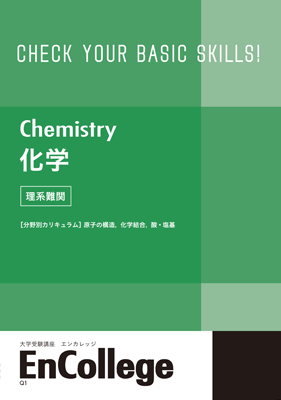 CHECK YOUR BASIC SKILLS!
Chemistry
化学
理系難関
［分野別カリキュラム］原子の構造，化学結合，酸・塩基
大学受験講座　エンカレッジ
EnCollege
Q1